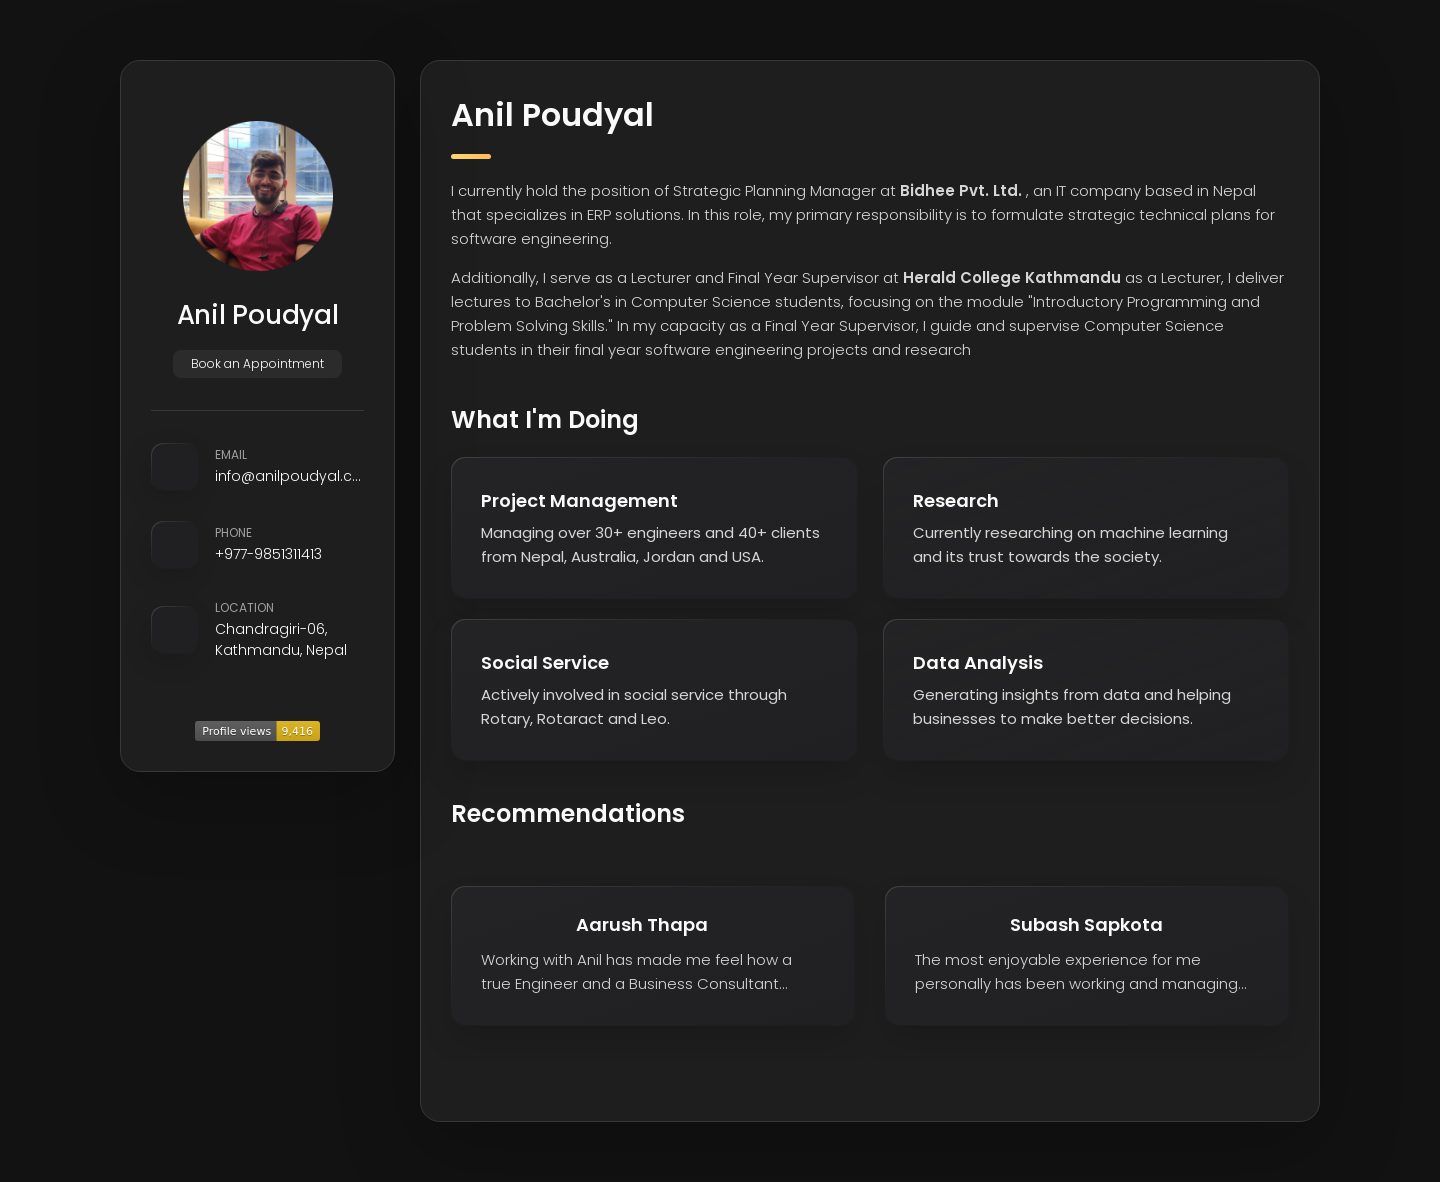 Anil Poudyal
Book an Appointment
EMAIL
info@anilpoudyal.c...
PHONE
+977-9851311413
LOCATION
Chandragiri-06,
Kathmandu, Nepal
Profile views 9,416
Anil Poudyal
I currently hold the position of Strategic Planning Manager at Bidhee Pvt. Ltd. , an IT company based in Nepal
that specializes in ERP solutions. In this role, my primary responsibility is to formulate strategic technical plans for
software engineering.
Additionally, I serve as a Lecturer and Final Year Supervisor at Herald College Kathmandu as a Lecturer, I deliver
lectures to Bachelor's in Computer Science students, focusing on the module "Introductory Programming and
Problem Solving Skills." In my capacity as a Final Year Supervisor, I guide and supervise Computer Science
students in their final year software engineering projects and research
What I'm Doing
Project Management
Managing over 30+ engineers and 40+ clients
from Nepal, Australia, Jordan and USA.
Research
Currently researching on machine learning
and its trust towards the society.
Social Service
Actively involved in social service through
Rotary, Rotaract and Leo.
Data Analysis
Generating insights from data and helping
businesses to make better decisions.
Recommendations
Aarush Thapa
Working with Anil has made me feel how a
true Engineer and a Business Consultant...
Subash Sapkota
The most enjoyable experience for me
personally has been working and managing...